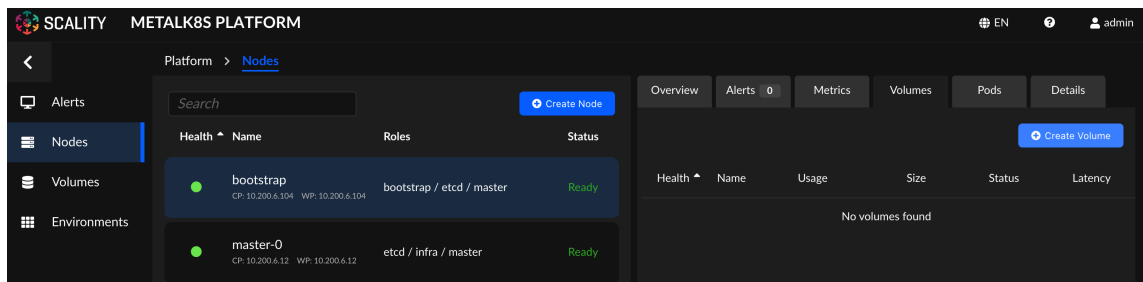 SCALITY METALK8S PLATFORM EN ? admin
Platform > Nodes
Alerts
Nodes
Volumes
Environments
Search Create Node
Health Name Roles Status
bootstrap
CP: 10.200.6.104 WP: 10.200.6.104
bootstrap / etcd / master Ready
master-0
CP: 10.200.6.12 WP: 10.200.6.12
etcd / infra / master Ready
Overview Alerts 0 Metrics Volumes Pods Details
Create Volume
Health Name Usage Size Status Latency
No volumes found